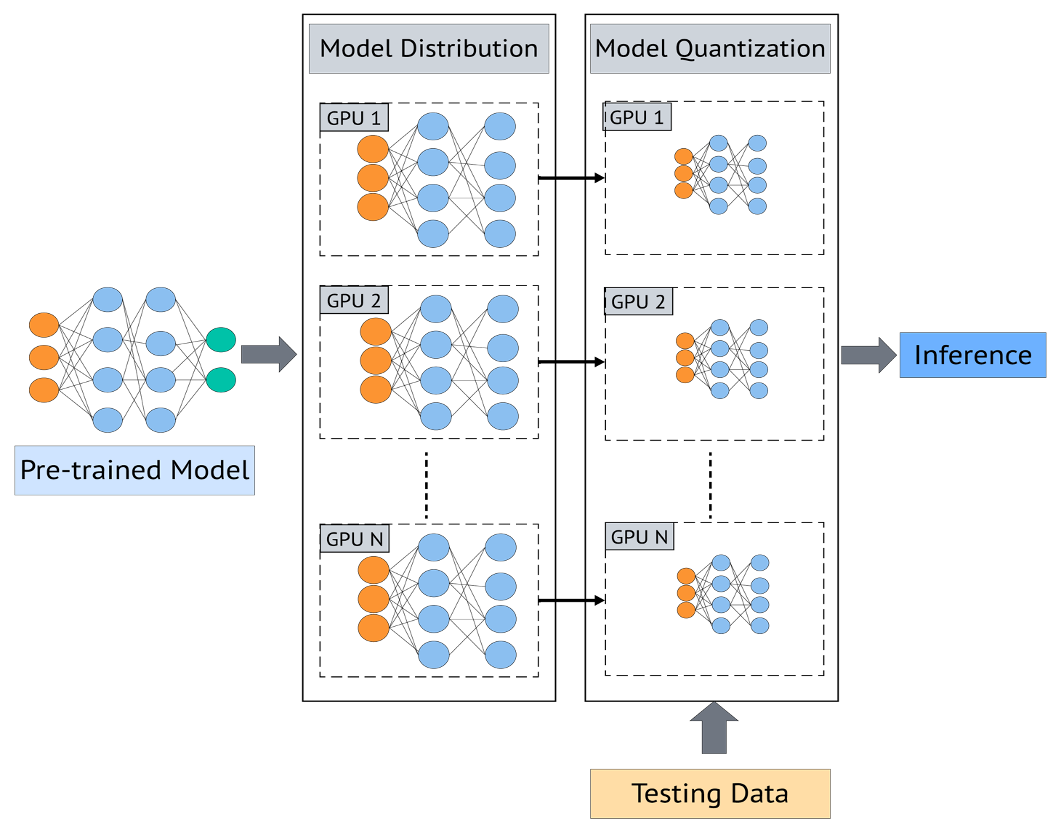 Model Distribution
Model Quantization
GPU 1
GPU 1
GPU 2
GPU 2
Inference
Pre-trained Model
GPU N
GPU N
Testing Data